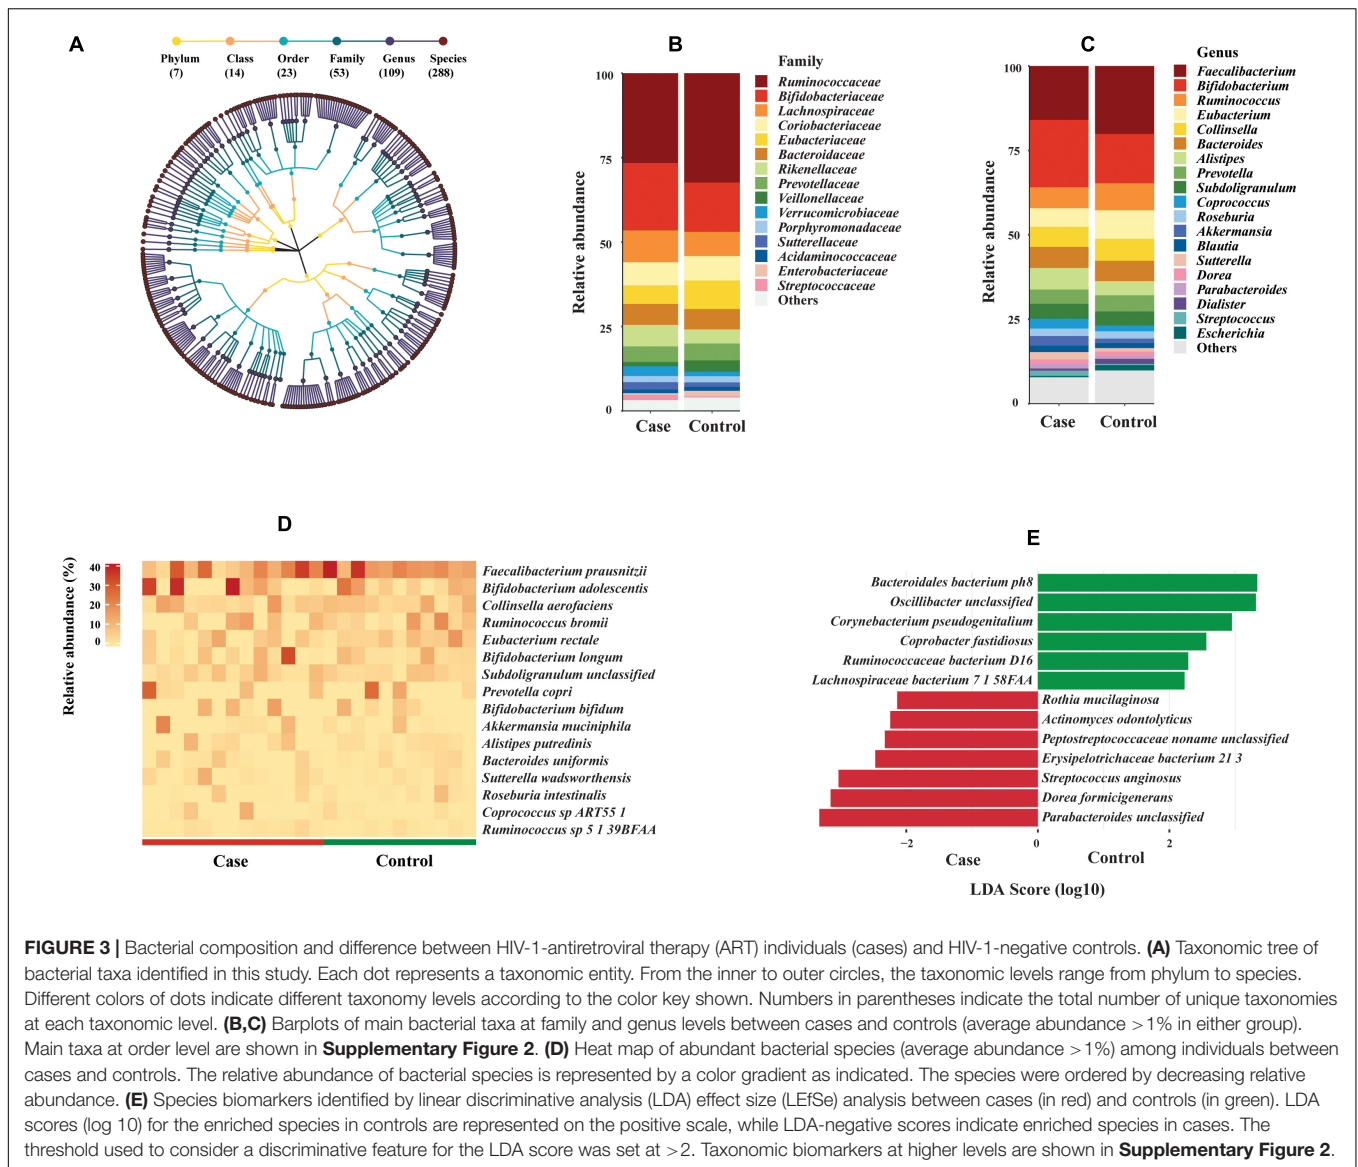 A
Phylum Class Order Family Genus Species
(7) (14) (23) (53) (109) (288)
B
Family
100
75
50
25
0
Relative abundance
Ruminococcaceae
Bifidobacteriaceae
Lachnospiraceae
Coriobacteriaceae
Eubacteriaceae
Bacteroidaceae
Rikenellaceae
Prevotellaceae
Veillonellaceae
Verrucomicrobiaceae
Porphyromonadaceae
Sutterellaceae
Acidaminococcaceae
Enterobacteriaceae
Streptococcaceae
Others
Case Control
C
Genus
100
75
50
25
0
Relative abundance
Faecalibacterium
Bifidobacterium
Ruminococcus
Eubacterium
Collinsella
Bacteroides
Alistipes
Prevotella
Subdoligranulum
Coprococcus
Roseburia
Akkermansia
Blautia
Sutterella
Dorea
Parabacteroides
Dialister
Streptococcus
Escherichia
Others
Case Control
D
Relative abundance (%)
40
30
20
10
0
Faecalibacterium prausnitzii
Bifidobacterium adolescentis
Collinsella aerofaciens
Ruminococcus bromii
Eubacterium rectale
Bifidobacterium longum
Subdoligranulum unclassified
Prevotella copri
Bifidobacterium bifidum
Akkermansia muciniphila
Alistipes putredinis
Bacteroides uniformis
Sutterella wadsworthensis
Roseburia intestinalis
Coprococcus sp ART55 1
Ruminococcus sp 5 1 39BFAA
Case Control
E
Bacteroidales bacterium ph8
Oscillibacter unclassified
Corynebacterium pseudogenitalium
Coprobacter fastidiosus
Ruminococcaceae bacterium D16
Lachnospiraceae bacterium 7 1 58FAA
Rothia mucilaginosa
Actinomyces odontolyticus
Peptostreptococcaceae noname unclassified
Erysipelotrichaceae bacterium 21 3
Streptococcus anginosus
Dorea formicigenerans
Parabacteroides unclassified
−2 0 2
Case Control
LDA Score (log10)
FIGURE 3 | Bacterial composition and difference between HIV-1-antiretroviral therapy (ART) individuals (cases) and HIV-1-negative controls. (A) Taxonomic tree of
bacterial taxa identified in this study. Each dot represents a taxonomic entity. From the inner to outer circles, the taxonomic levels range from phylum to species.
Different colors of dots indicate different taxonomy levels according to the color key shown. Numbers in parentheses indicate the total number of unique taxonomies
at each taxonomic level. (B,C) Barplots of main bacterial taxa at family and genus levels between cases and controls (average abundance >1% in either group).
Main taxa at order level are shown in Supplementary Figure 2. (D) Heat map of abundant bacterial species (average abundance >1%) among individuals between
cases and controls. The relative abundance of bacterial species is represented by a color gradient as indicated. The species were ordered by decreasing relative
abundance. (E) Species biomarkers identified by linear discriminative analysis (LDA) effect size (LEfSe) analysis between cases (in red) and controls (in green). LDA
scores (log 10) for the enriched species in controls are represented on the positive scale, while LDA-negative scores indicate enriched species in cases. The
threshold used to consider a discriminative feature for the LDA score was set at >2. Taxonomic biomarkers at higher levels are shown in Supplementary Figure 2.